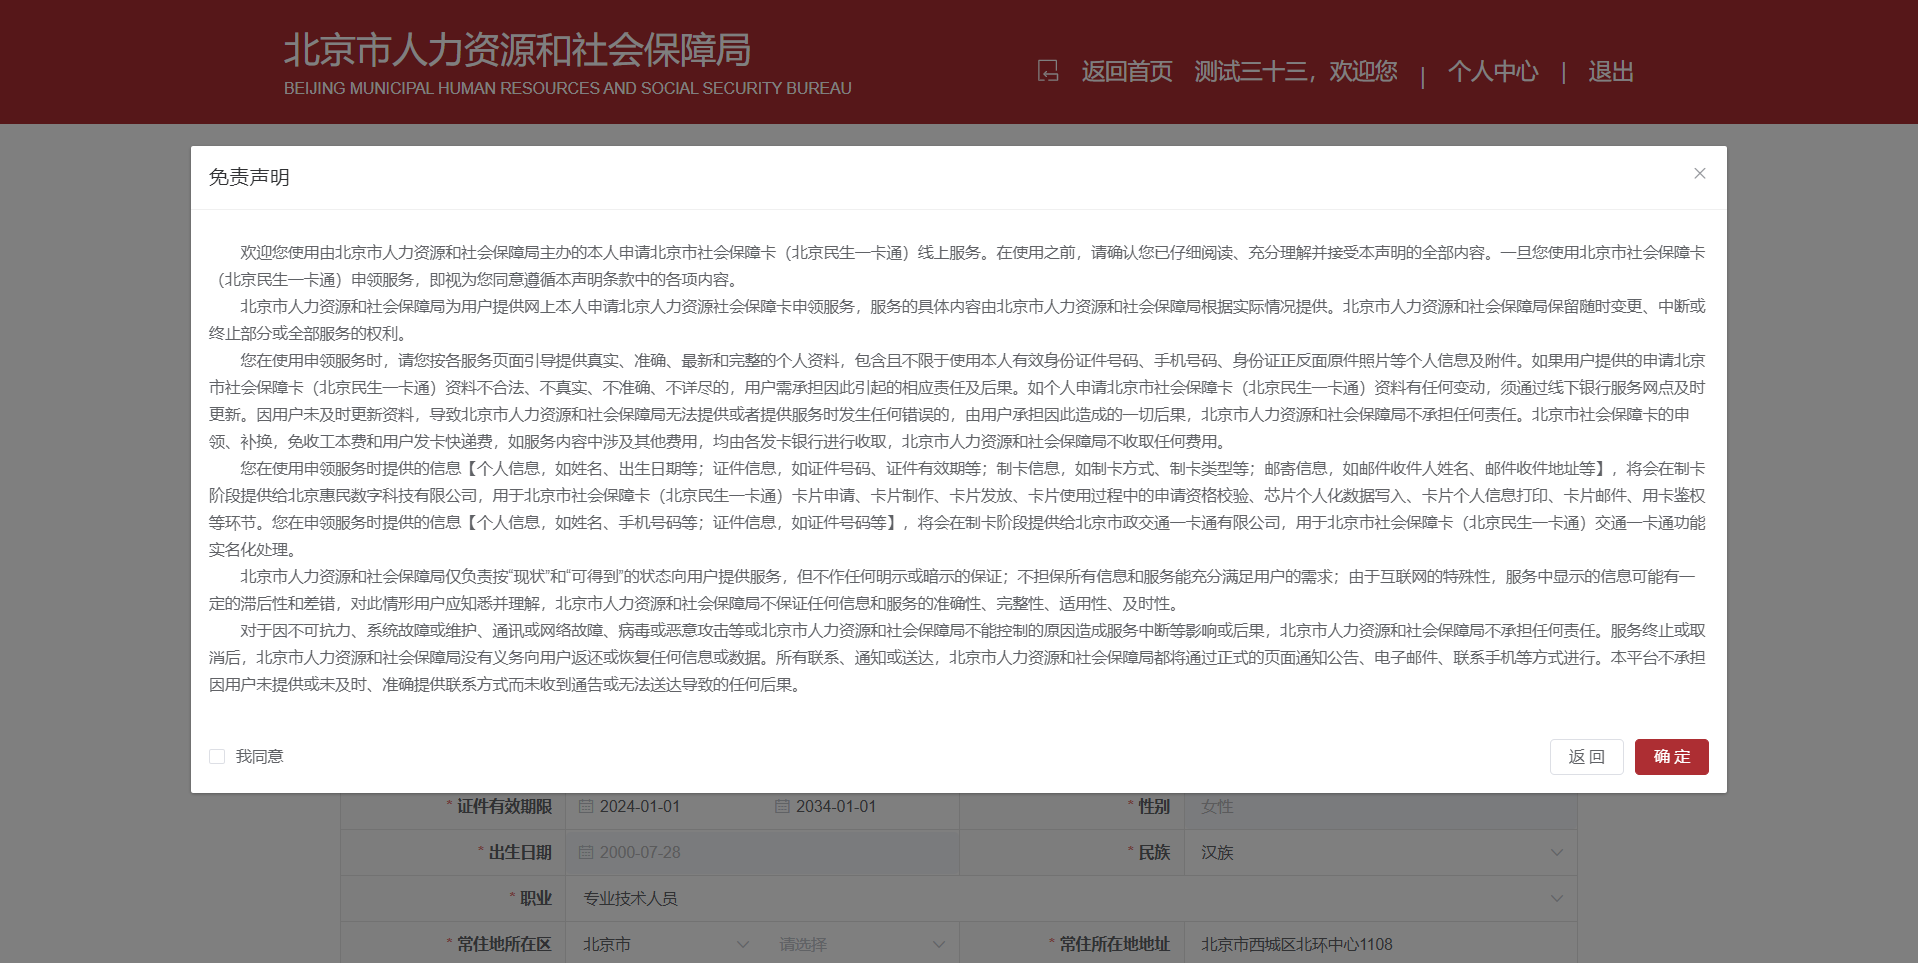 北京市人力资源和社会保障局
BEIJING MUNICIPAL HUMAN RESOURCES AND SOCIAL SECURITY BUREAU
返回首页 测试三十三，欢迎您 | 个人中心 | 退出
免责声明
欢迎您使用由北京市人力资源和社会保障局主办的本人申请北京市社会保障卡（北京民生一卡通）线上服务。在使用之前，请确认您已仔细阅读、充分理解并接受本声明的全部内容。一旦您使用北京市社会保障卡
（北京民生一卡通）申领服务，即视为您同意遵循本声明条款中的各项内容。
北京市人力资源和社会保障局为用户提供网上本人申请北京人力资源社会保障卡申领服务，服务的具体内容由北京市人力资源和社会保障局根据实际情况提供。北京市人力资源和社会保障局保留随时变更、中断或
终止部分或全部服务的权利。
您在使用申领服务时，请您按各服务页面引导提供真实、准确、最新和完整的个人资料，包含且不限于使用本人有效身份证件号码、手机号码、身份证正反面原件照片等个人信息及附件。如果用户提供的申请北京
市社会保障卡（北京民生一卡通）资料不合法、不真实、不准确、不详尽的，用户需承担因此引起的相应责任及后果。如个人申请北京市社会保障卡（北京民生一卡通）资料有任何变动，须通过线下银行服务网点及时
更新。因用户未及时更新资料，导致北京市人力资源和社会保障局无法提供或者提供服务时发生任何错误的，由用户承担因此造成的一切后果，北京市人力资源和社会保障局不承担任何责任。北京市社会保障卡的申
领、补换，免收工本费和用户发卡快递费，如服务内容中涉及其他费用，均由各发卡银行进行收取，北京市人力资源和社会保障局不收取任何费用。
您在使用申领服务时提供的信息【个人信息，如姓名、出生日期等；证件信息，如证件号码、证件有效期等；制卡信息，如制卡方式、制卡类型等；邮寄信息，如邮件收件人姓名、邮件收件地址等】，将会在制卡
阶段提供给北京惠民数字科技有限公司，用于北京市社会保障卡（北京民生一卡通）卡片申请、卡片制作、卡片发放、卡片使用过程中的申请资格校验、芯片个人化数据写入、卡片个人信息打印、卡片邮件、用卡鉴权
等环节。您在申领服务时提供的信息【个人信息，如姓名、手机号码等；证件信息，如证件号码等】，将会在制卡阶段提供给北京市政交通一卡通有限公司，用于北京市社会保障卡（北京民生一卡通）交通一卡通功能
实名化处理。
北京市人力资源和社会保障局仅负责按“现状”和“可得到”的状态向用户提供服务，但不作任何明示或暗示的保证；不担保所有信息和服务能充分满足用户的需求；由于互联网的特殊性，服务中显示的信息可能有一
定的滞后性和差错，对此情形用户应知悉并理解，北京市人力资源和社会保障局不保证任何信息和服务的准确性、完整性、适用性、及时性。
对于因不可抗力、系统故障或维护、通讯或网络故障、病毒或恶意攻击等或北京市人力资源和社会保障局不能控制的原因造成服务中断等影响或后果，北京市人力资源和社会保障局不承担任何责任。服务终止或取
消后，北京市人力资源和社会保障局没有义务向用户返还或恢复任何信息或数据。所有联系、通知或送达，北京市人力资源和社会保障局都将通过正式的页面通知公告、电子邮件、联系手机等方式进行。本平台不承担
因用户未提供或未及时、准确提供联系方式而未收到通告或无法送达导致的任何后果。
我同意 返回 确定
* 证件有效期限 2024-01-01 2034-01-01 * 性别 女性
* 出生日期 2000-07-28 * 民族 汉族
* 职业 专业技术人员
* 常住地所在区 北京市 请选择 * 常住所在地地址 北京市西城区北环中心1108